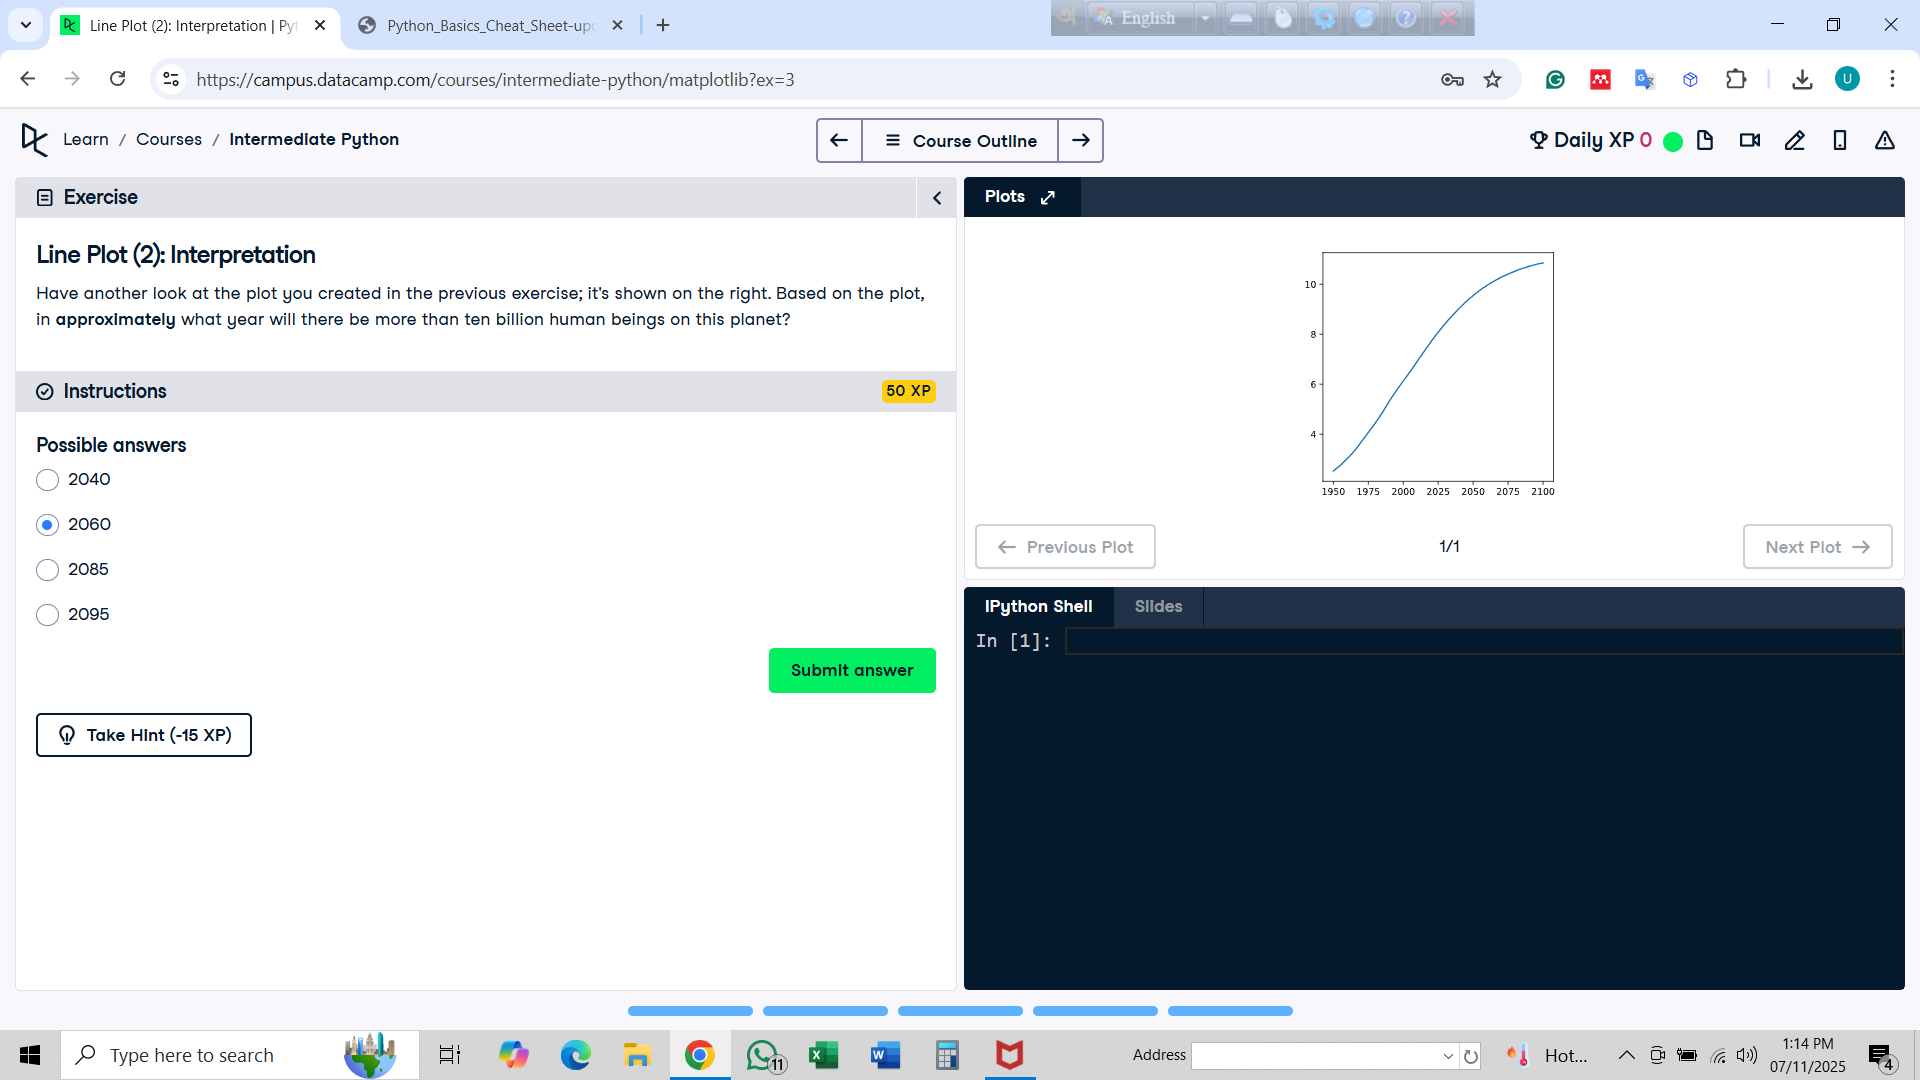 Line Plot (2): Interpretation | Pyt
Python_Basics_Cheat_Sheet-upd
English
https://campus.datacamp.com/courses/intermediate-python/matplotlib?ex=3
U
Learn / Courses / Intermediate Python
Course Outline
Daily XP 0
Exercise
Line Plot (2): Interpretation
Have another look at the plot you created in the previous exercise; it's shown on the right. Based on the plot,
in approximately what year will there be more than ten billion human beings on this planet?
Instructions
50 XP
Possible answers
2040
2060
2085
2095
Submit answer
Take Hint (-15 XP)
Plots
10
8
6
4
1950 1975 2000 2025 2050 2075 2100
Previous Plot
1/1
Next Plot
IPython Shell
Slides
In [1]:
Type here to search
11
Address
Hot...
1:14 PM
07/11/2025
4